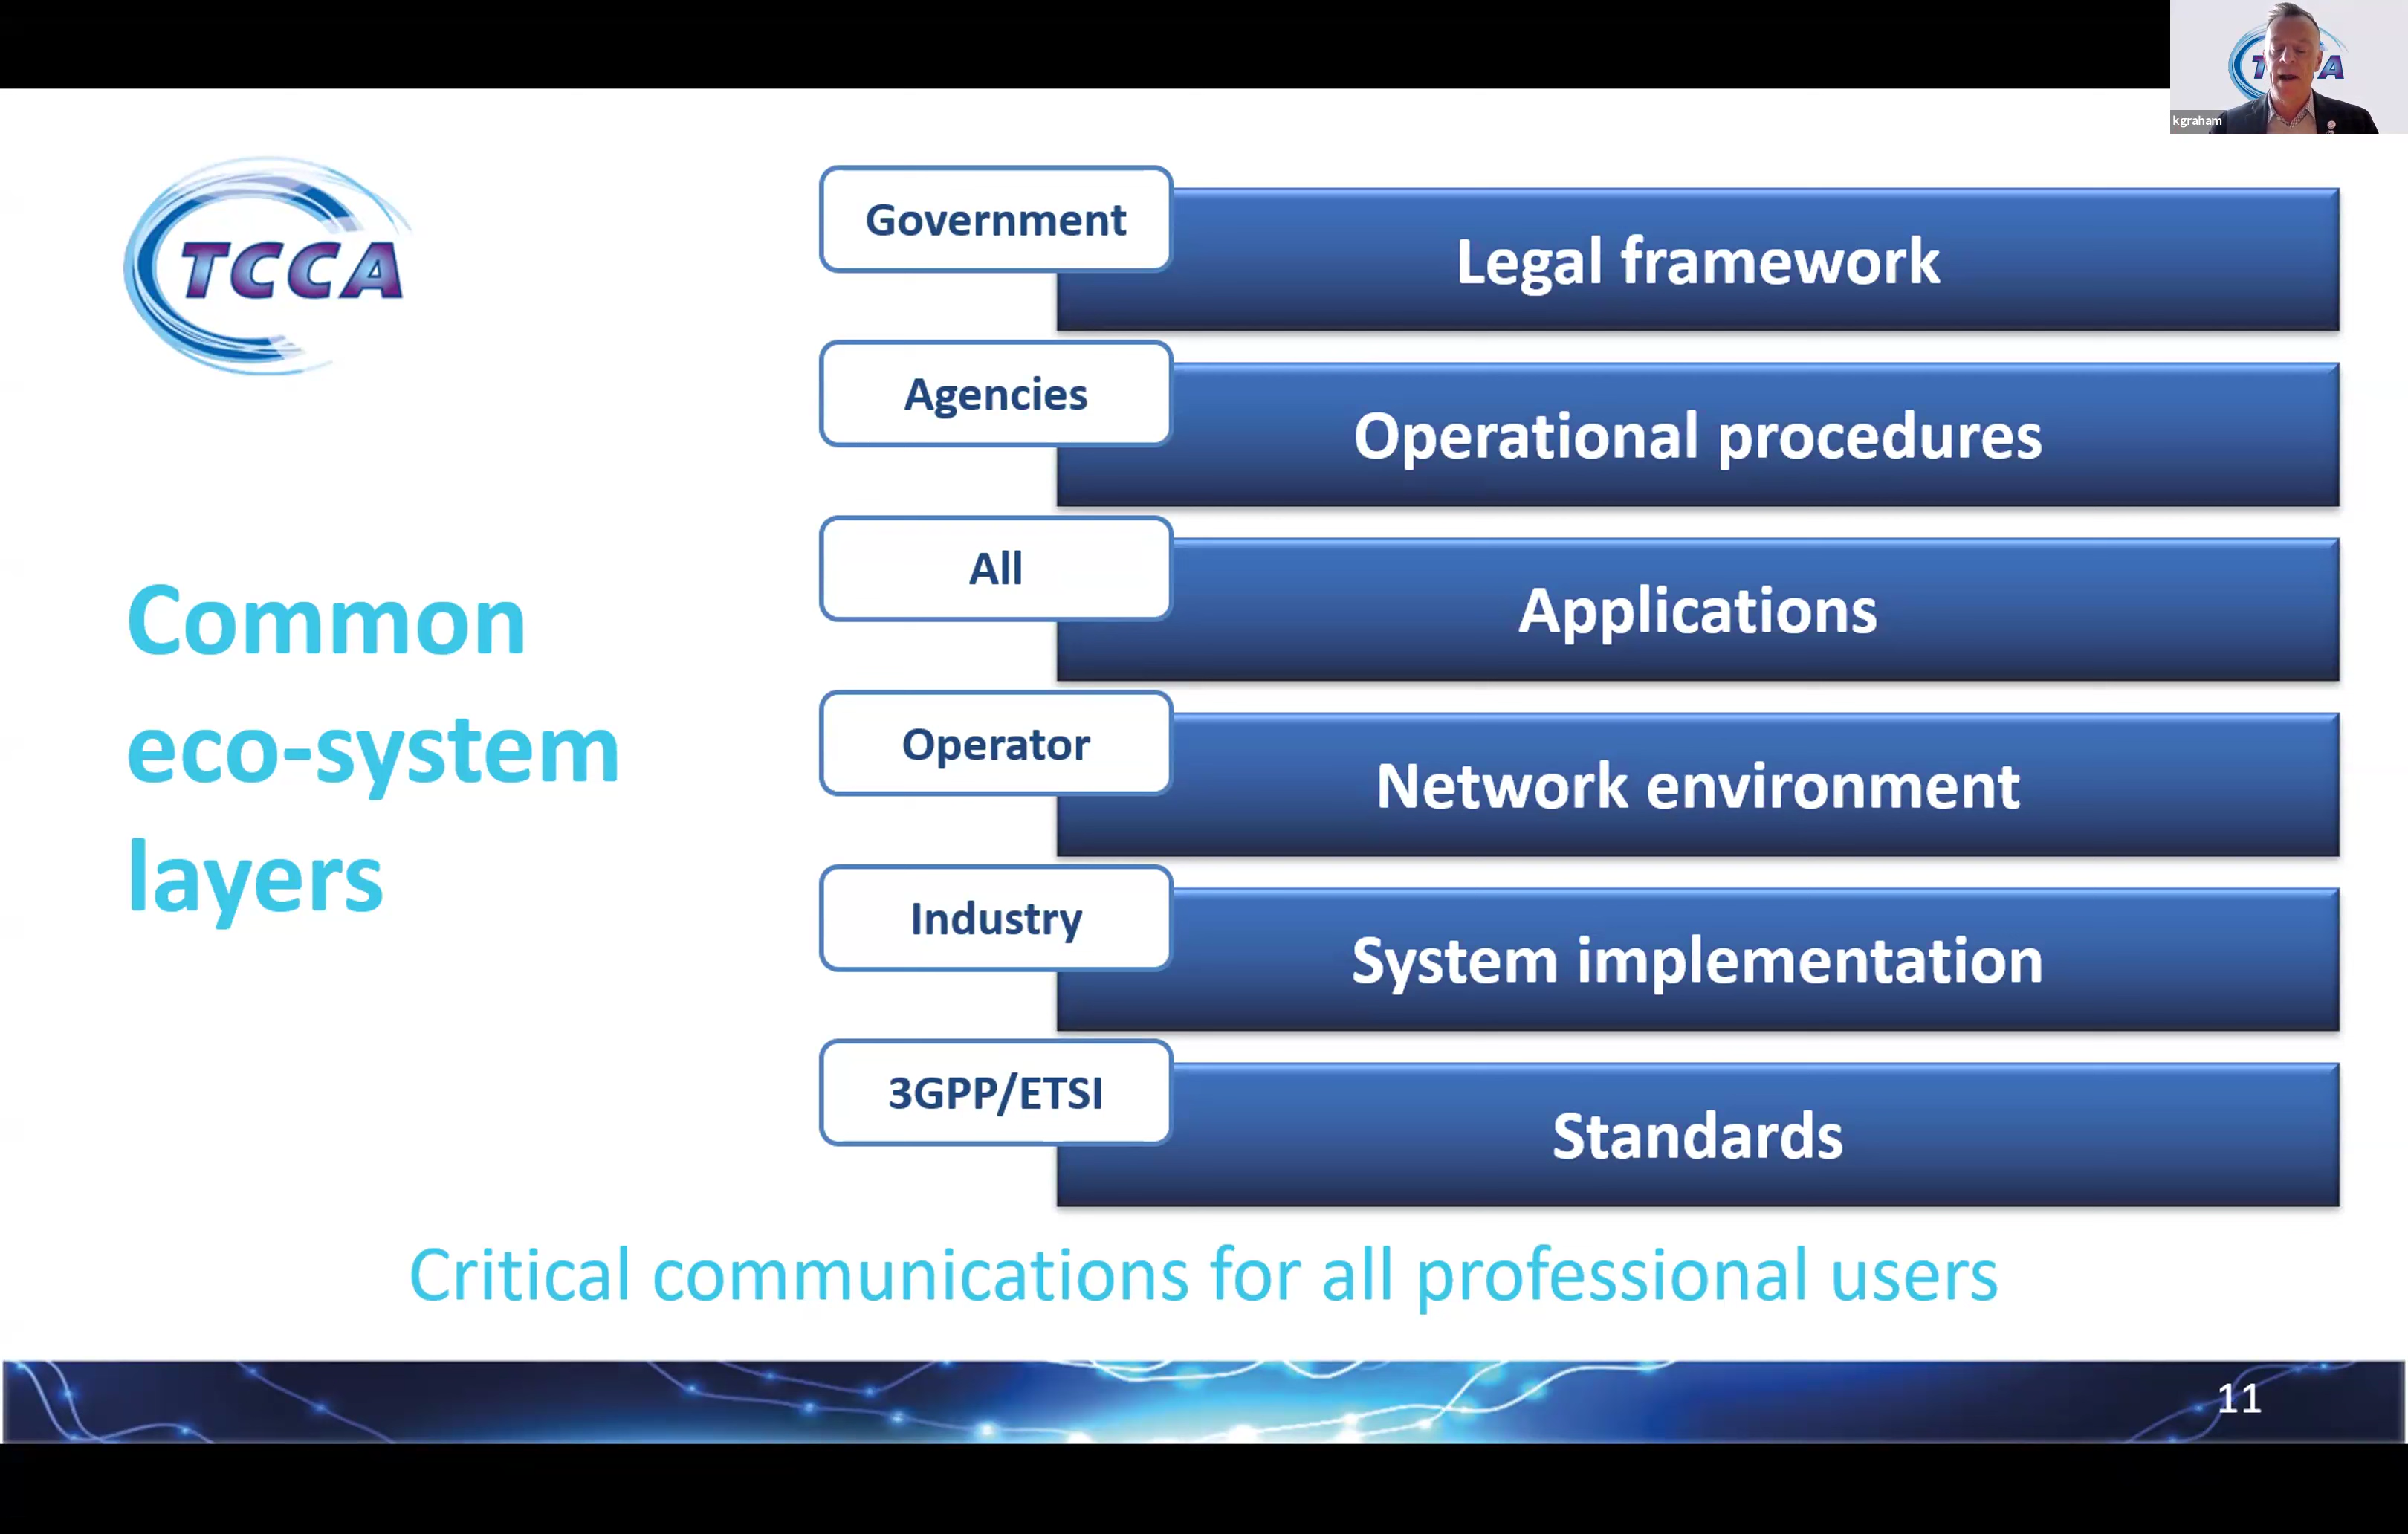 kgraham
TCCA
Common
eco-system
layers
Government
Legal framework
Agencies
Operational procedures
All
Applications
Operator
Network environment
Industry
System implementation
3GPP/ETSI
Standards
Critical communications for all professional users
11